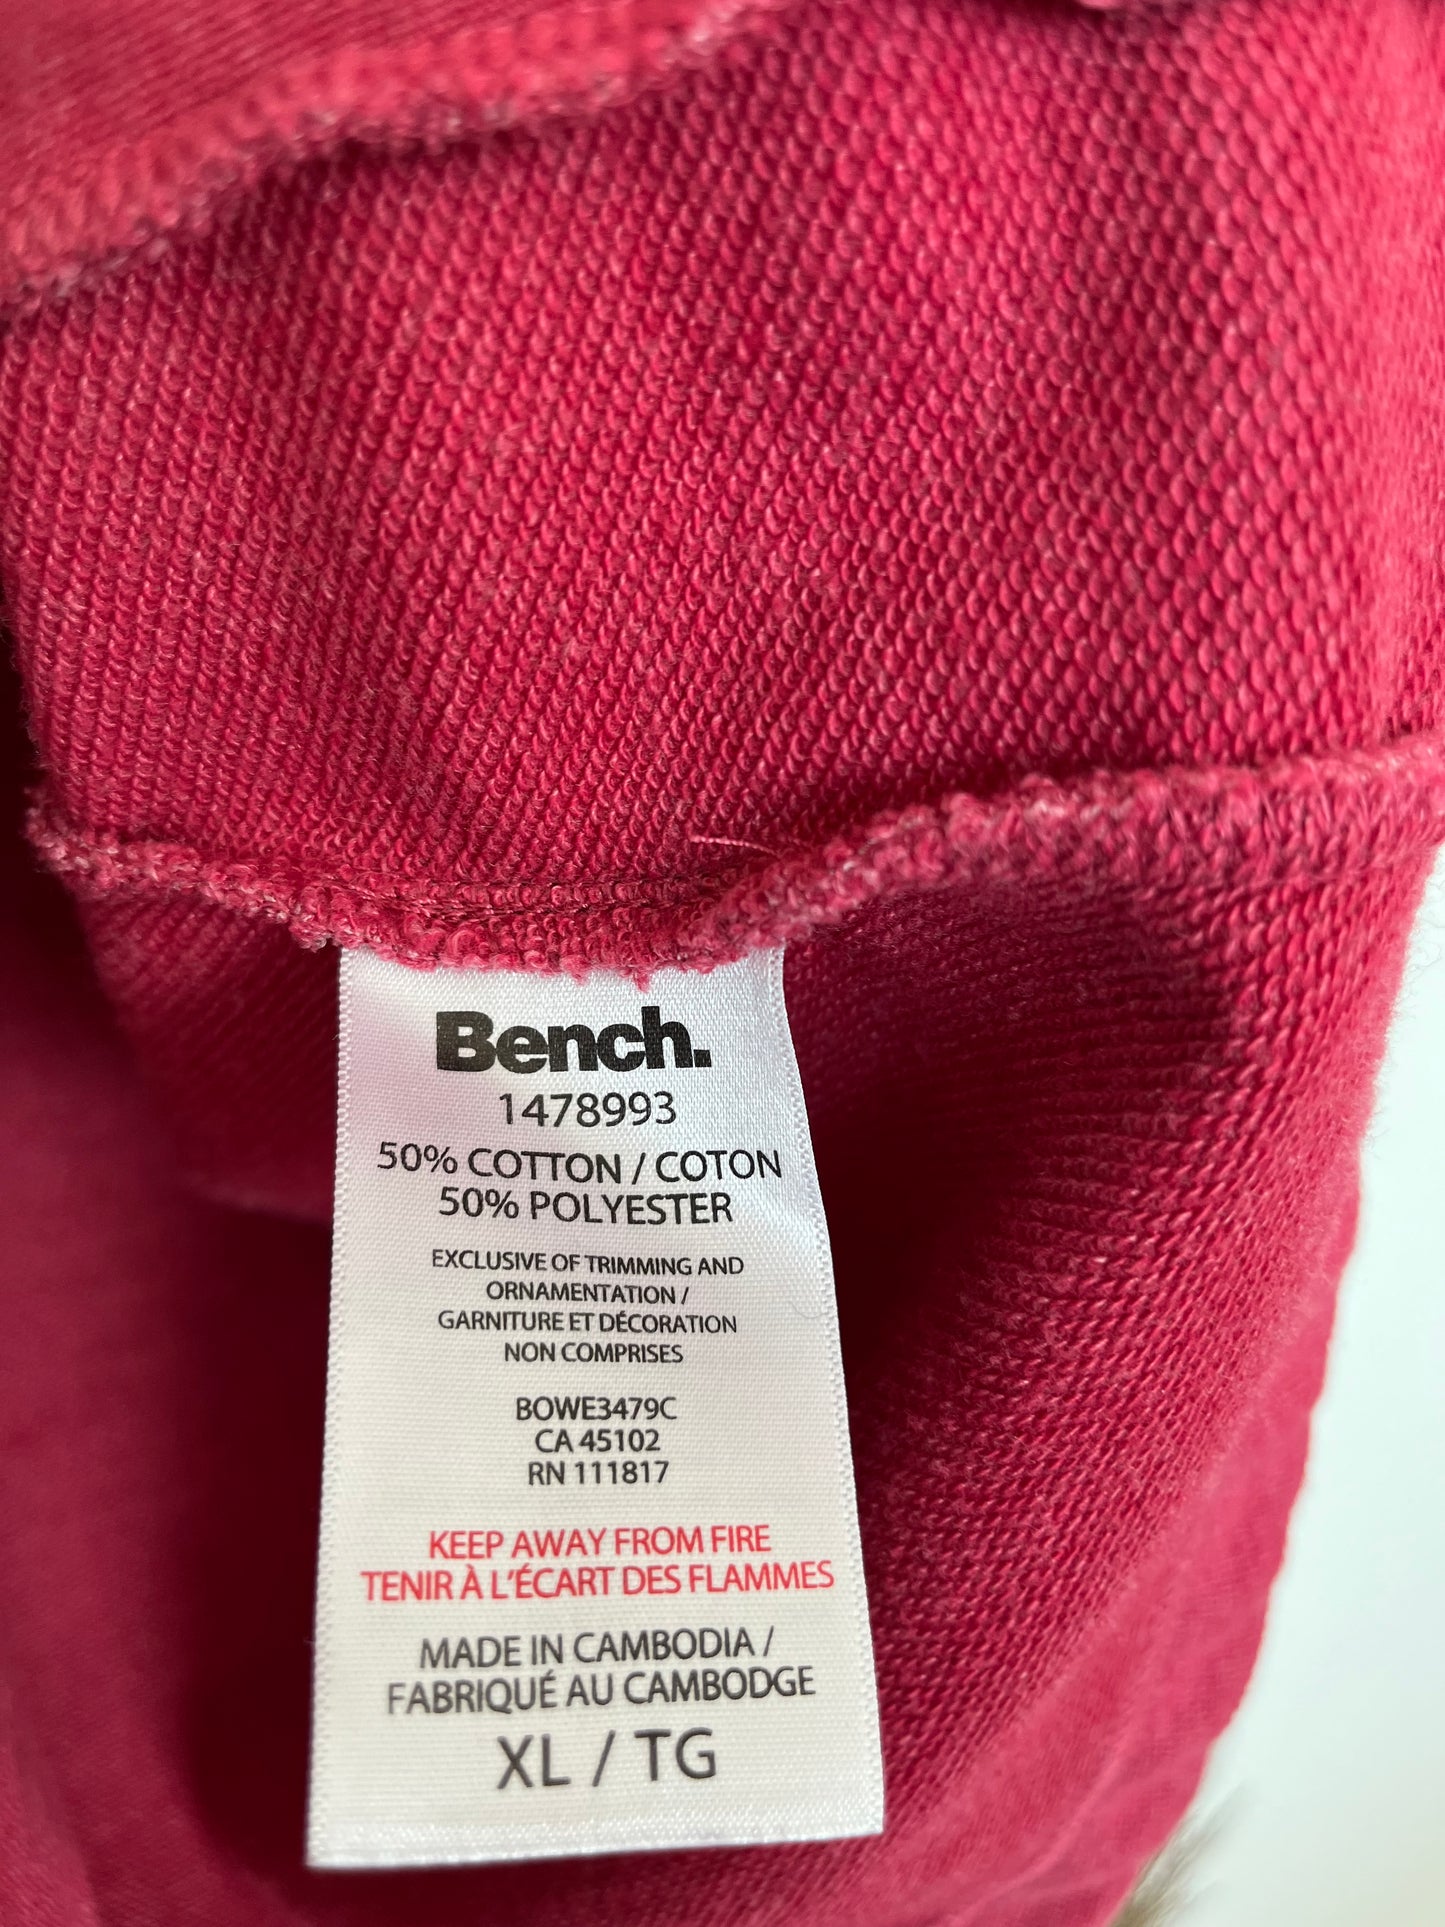 Bench.
1478993
50% COTTON / COTON
50% POLYESTER
EXCLUSIVE OF TRIMMING AND
ORNAMENTATION /
GARNITURE ET DÉCORATION
NON COMPRISES
BOWE3479C
CA 45102
RN 111817
KEEP AWAY FROM FIRE
TENIR À L'ÉCART DES FLAMMES
MADE IN CAMBODIA /
FABRIQUÉ AU CAMBODGE
XL / TG